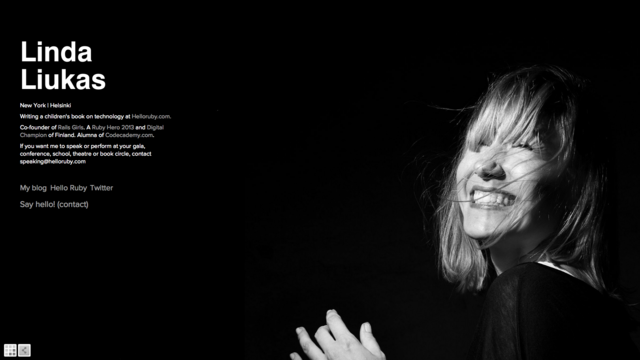 Linda
Liukas
New York | Helsinki
Writing a children's book on technology at Helloruby.com.
Co-founder of Rails Girls. A Ruby Hero 2013 and Digital
Champion of Finland. Alumna of Codecademy.com.
If you want me to speak or perform at your gala,
conference, school, theatre or book circle, contact
speaking@helloruby.com
My blog Hello Ruby Twitter
Say hello! (contact)